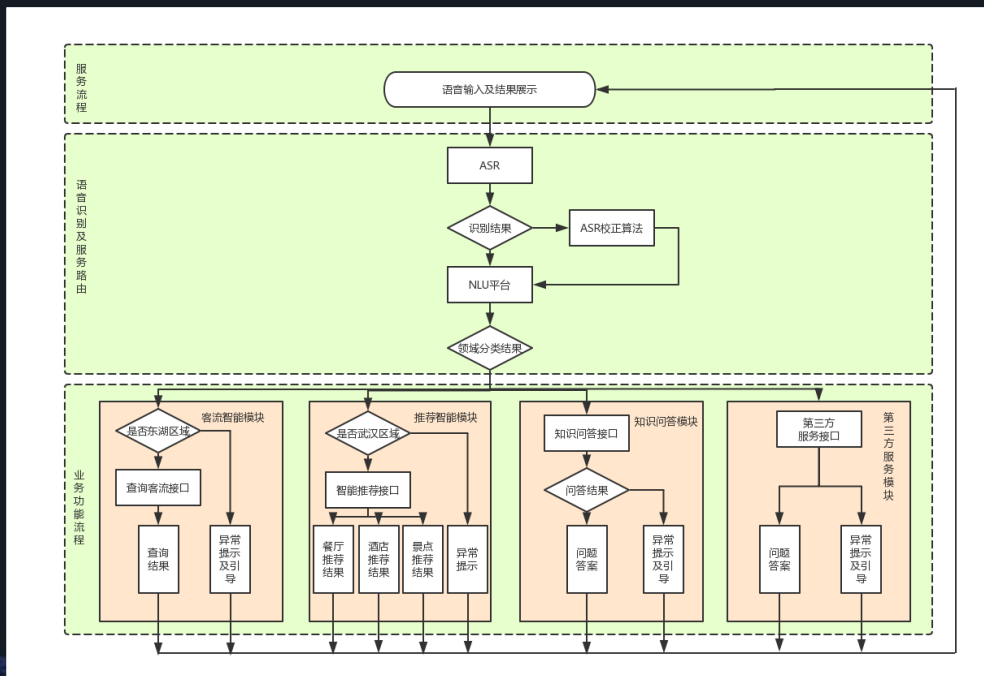 服务流程
语音输入及结果展示
语音识别及服务路由
ASR
识别结果
ASR校正算法
NLU平台
领域分类结果
业务功能流程
客流智能模块
是否东湖区域
查询客流接口
查询
结果
异常
提示
及引
导
推荐智能模块
是否武汉区域
智能推荐接口
餐厅
推荐
结果
酒店
推荐
结果
景点
推荐
结果
异常
提示
知识问答模块
知识问答接口
问答结果
问题
答案
异常
提示
及引
导
第三方服务模块
第三方
服务接口
问题
答案
异常
提示
及引
导